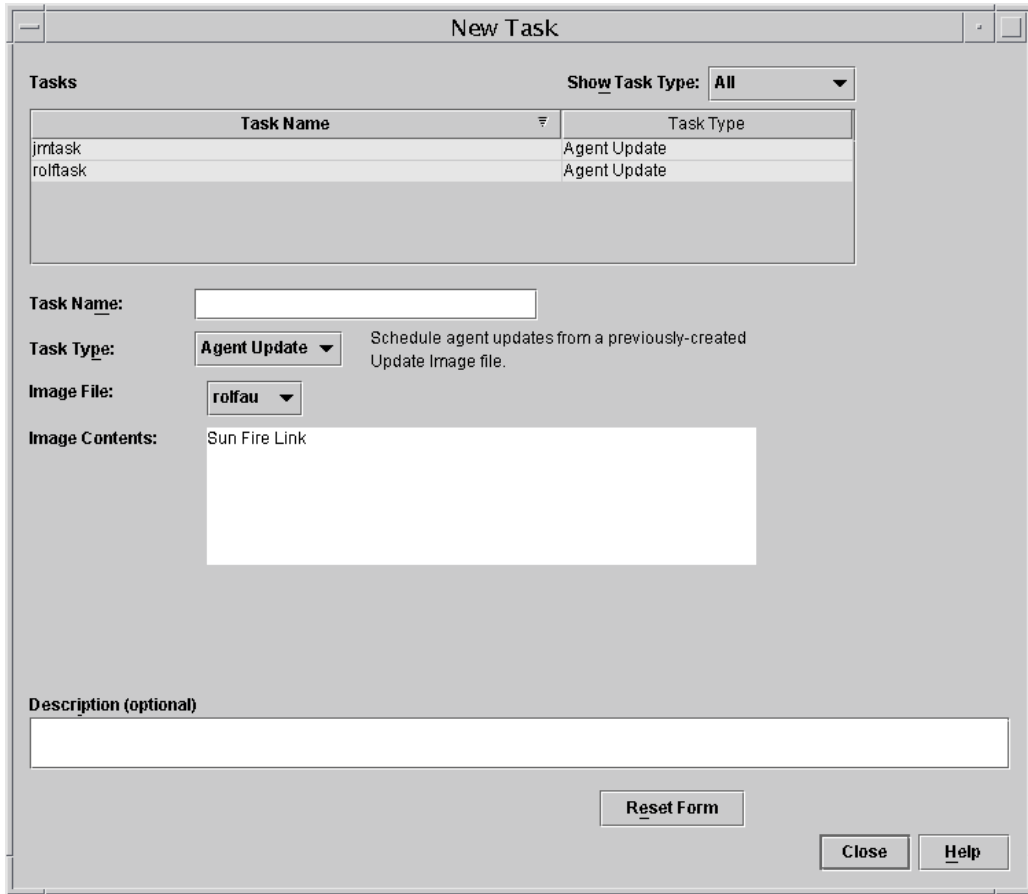 New Task
Tasks
Show Task Type: All
Task Name Task Type
jmtask Agent Update
rolftask Agent Update
Task Name:
Task Type: Agent Update Schedule agent updates from a previously-created
Update Image file.
Image File: rolfau
Image Contents: Sun Fire Link
Description (optional)
Reset Form
Close Help